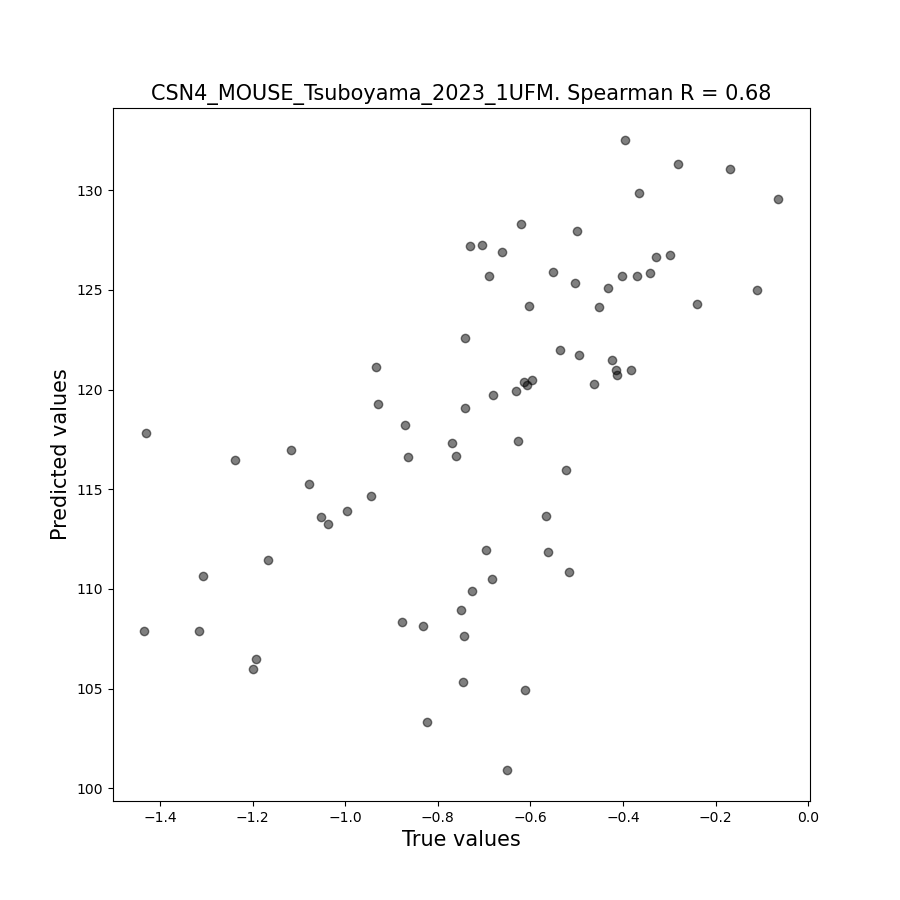 CSN4_MOUSE_Tsuboyama_2023_1UFM. Spearman R = 0.68
Predicted values
130
125
120
115
110
105
100
−1.4 −1.2 −1.0 −0.8 −0.6 −0.4 −0.2 0.0
True values